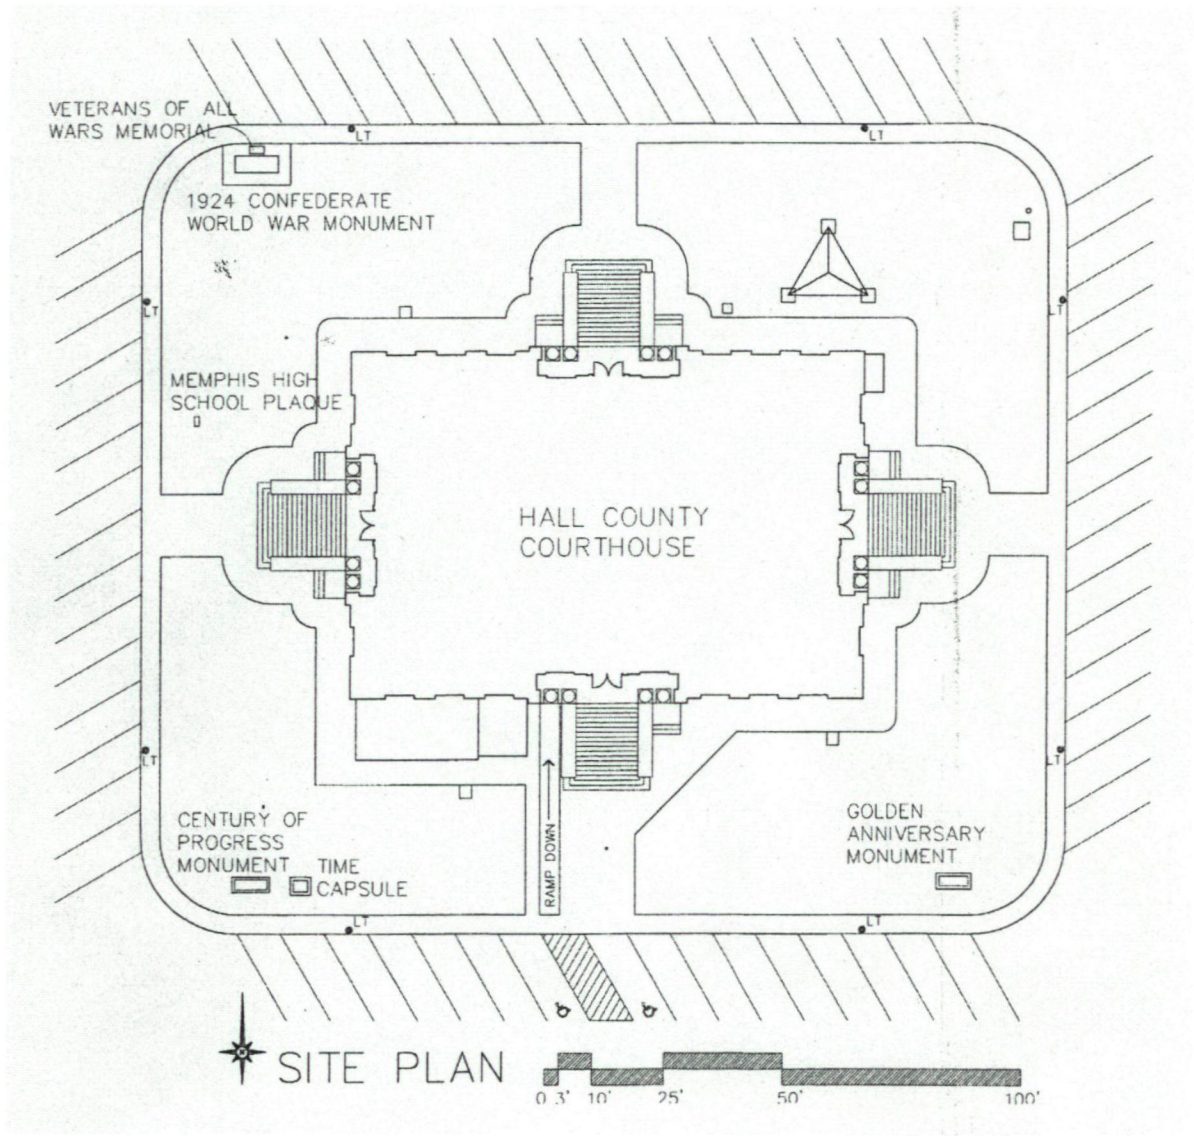 VETERANS OF ALL
WARS MEMORIAL
LT
LT
1924 CONFEDERATE
WORLD WAR MONUMENT
LT
LT
MEMPHIS HIGH
SCHOOL PLAQUE
HALL COUNTY
COURTHOUSE
LT
LT
RAMP DOWN
CENTURY OF
PROGRESS
MONUMENT
TIME
CAPSULE
GOLDEN
ANNIVERSARY
MONUMENT
LT
LT
SITE PLAN
0 3' 10' 25' 50' 100'